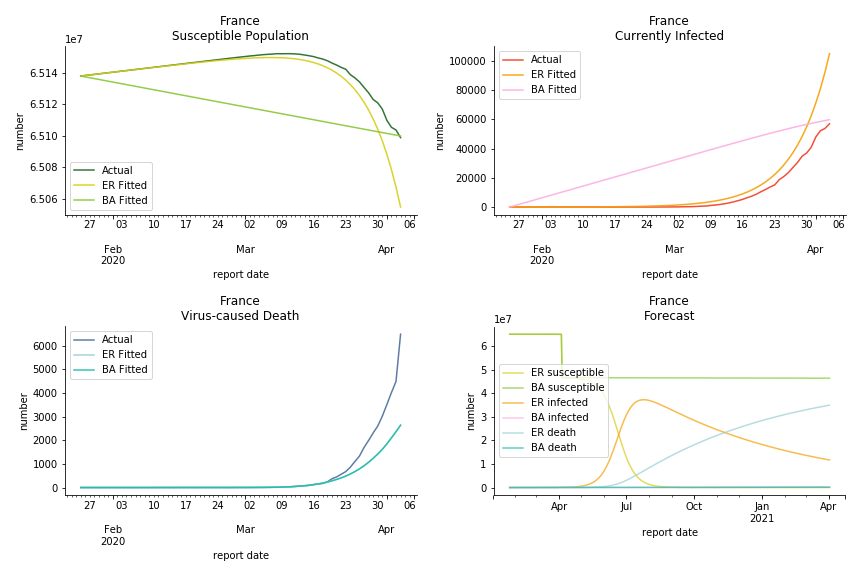 France
Susceptible Population
1e7
6.514
6.512
6.510
6.508
6.506
number
Actual
ER Fitted
BA Fitted
27 03 10 17 24 02 09 16 23 30 06
Feb Mar Apr
2020
report date
France
Currently Infected
100000
80000
60000
40000
20000
0
number
Actual
ER Fitted
BA Fitted
27 03 10 17 24 02 09 16 23 30 06
Feb Mar Apr
2020
report date
France
Virus-caused Death
6000
5000
4000
3000
2000
1000
0
number
Actual
ER Fitted
BA Fitted
27 03 10 17 24 02 09 16 23 30 06
Feb Mar Apr
2020
report date
France
Forecast
1e7
6
5
4
3
2
1
0
number
ER susceptible
BA susceptible
ER infected
BA infected
ER death
BA death
Apr Jul Oct Jan Apr
2021
report date